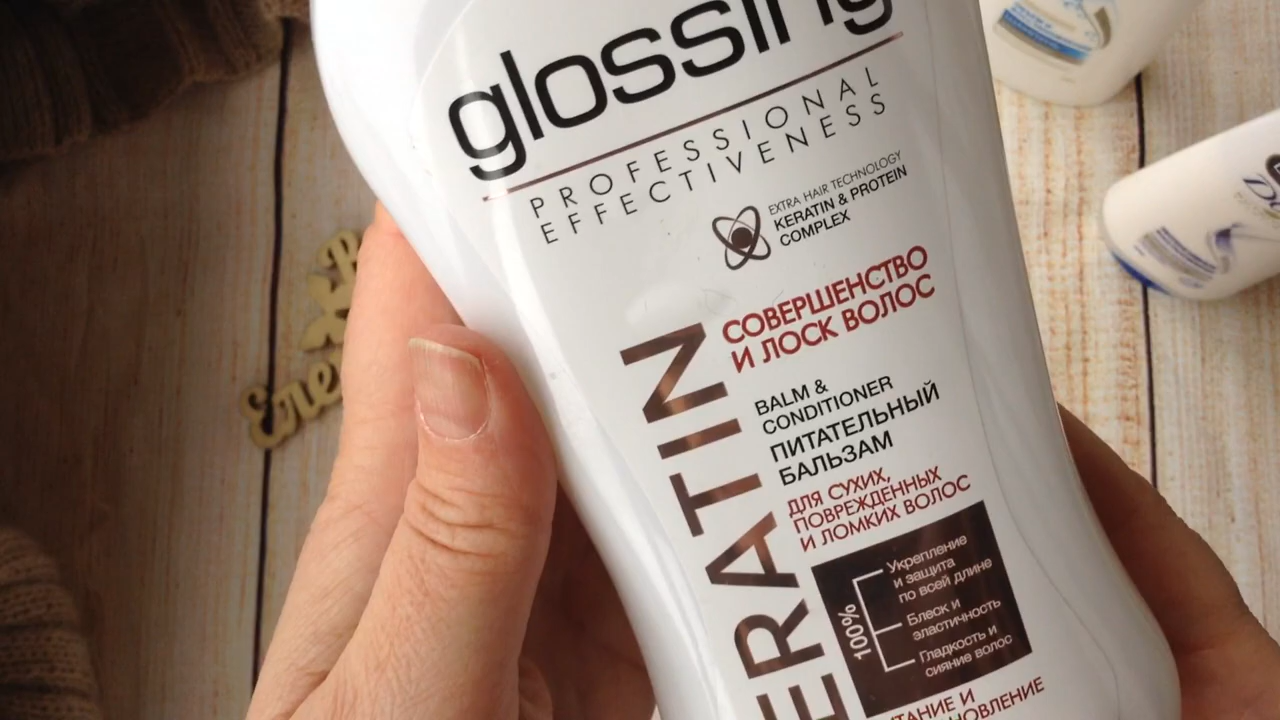 glossing
PROFESSIONAL
EFFECTIVENESS
EXTRA HAIR TECHNOLOGY
KERATIN & PROTEIN
COMPLEX
СОВЕРШЕНСТВО
И ЛОСК ВОЛОС
BALM &
CONDITIONER
ПИТАТЕЛЬНЫЙ
БАЛЬЗАМ
ДЛЯ СУХИХ,
ПОВРЕЖДЕННЫХ
И ЛОМКИХ ВОЛОС
ERATIN
100%
Укрепление
и защита
по всей длине
Блеск и
эластичность
Гладкость и
сияние волос